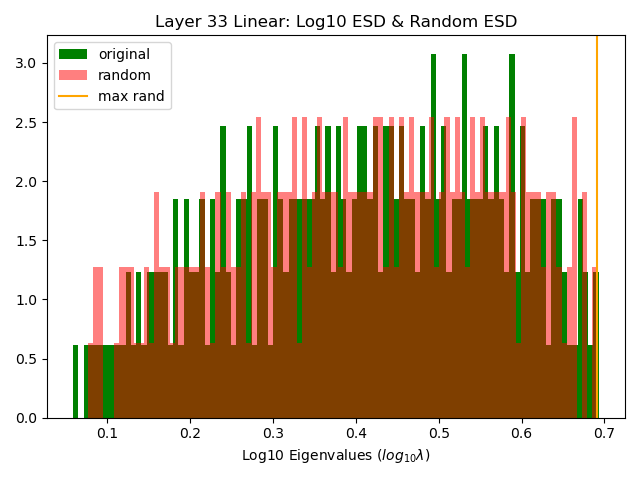 Layer 33 Linear: Log10 ESD & Random ESD
original
random
max rand
3.0
2.5
2.0
1.5
1.0
0.5
0.0
0.1 0.2 0.3 0.4 0.5 0.6 0.7
Log10 Eigenvalues (log₁₀λ)